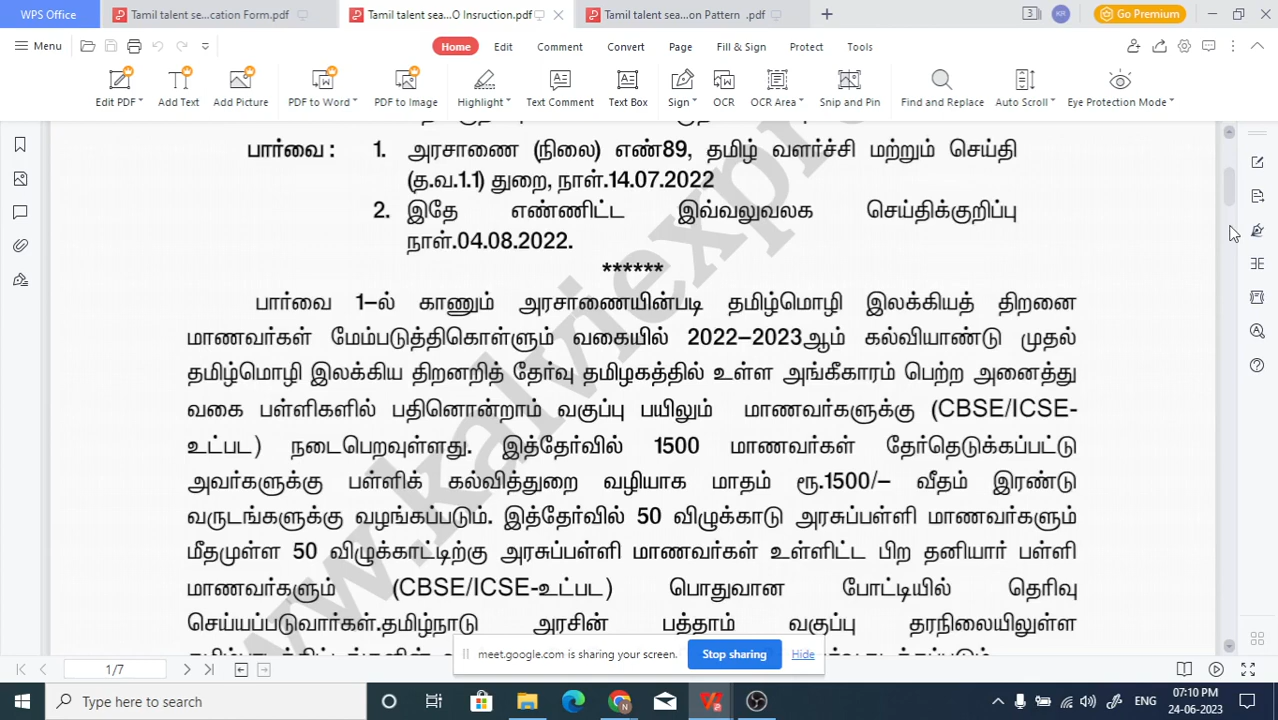 WPS Office
Tamil talent se...cation Form.pdf
Tamil talent sea...O Insruction.pdf
Tamil talent sea...on Pattern .pdf
3
KR
Go Premium
Menu
Home
Edit
Comment
Convert
Page
Fill & Sign
Protect
Tools
Edit PDF
Add Text
Add Picture
PDF to Word
PDF to Image
Highlight
Text Comment
Text Box
Sign
OCR
OCR Area
Snip and Pin
Find and Replace
Auto Scroll
Eye Protection Mode
பார்வை : 1. அரசாணை (நிலை) எண்89, தமிழ் வளர்ச்சி மற்றும் செய்தி
(த.வ.1.1) துறை, நாள்.14.07.2022
2. இதே எண்ணிட்ட இவ்வலுவலக செய்திக்குறிப்பு
நாள்.04.08.2022.
******
பார்வை 1–ல் காணும் அரசாணையின்படி தமிழ்மொழி இலக்கியத் திறனை
மாணவர்கள் மேம்படுத்திகொள்ளும் வகையில் 2022–2023ஆம் கல்வியாண்டு முதல்
தமிழ்மொழி இலக்கிய திறனறித் தேர்வு தமிழகத்தில் உள்ள அங்கீகாரம் பெற்ற அனைத்து
வகை பள்ளிகளில் பதினொன்றாம் வகுப்பு பயிலும் மாணவர்களுக்கு (CBSE/ICSE-
உட்பட) நடைபெறவுள்ளது. இத்தேர்வில் 1500 மாணவர்கள் தேர்தெடுக்கப்பட்டு
அவர்களுக்கு பள்ளிக் கல்வித்துறை வழியாக மாதம் ரூ.1500/– வீதம் இரண்டு
வருடங்களுக்கு வழங்கப்படும். இத்தேர்வில் 50 விழுக்காடு அரசுப்பள்ளி மாணவர்களும்
மீதமுள்ள 50 விழுக்காட்டிற்கு அரசுப்பள்ளி மாணவர்கள் உள்ளிட்ட பிற தனியார் பள்ளி
மாணவர்களும் (CBSE/ICSE-உட்பட) பொதுவான போட்டியில் தெரிவு
செய்யப்படுவார்கள்.தமிழ்நாடு அரசின் பத்தாம் வகுப்பு தரநிலையிலுள்ள
meet.google.com is sharing your screen.
Stop sharing
Hide
1/7
Type here to search
ENG
07:10 PM
24-06-2023